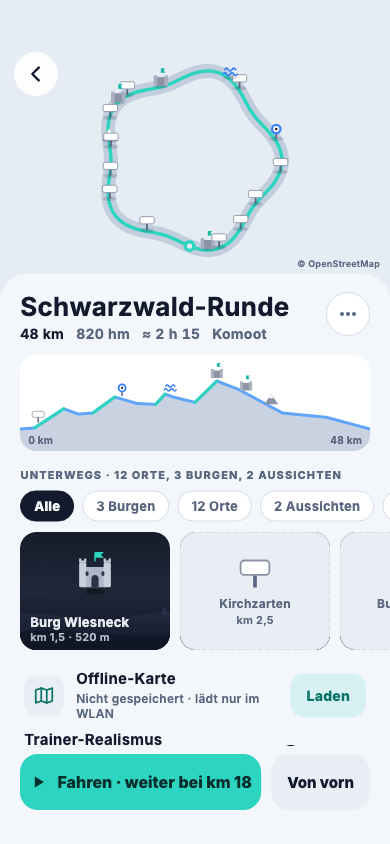 © OpenStreetMap
Schwarzwald-Runde
48 km 820 hm ≈ 2 h 15 Komoot
0 km 48 km
UNTERWEGS · 12 ORTE, 3 BURGEN, 2 AUSSICHTEN
Alle 3 Burgen 12 Orte 2 Aussichten
Burg Wiesneck
km 1,5 · 520 m
Kirchzarten
km 2,5
Bu
Offline-Karte
Nicht gespeichert · lädt nur im
WLAN
Laden
Trainer-Realismus
Fahren · weiter bei km 18
Von vorn